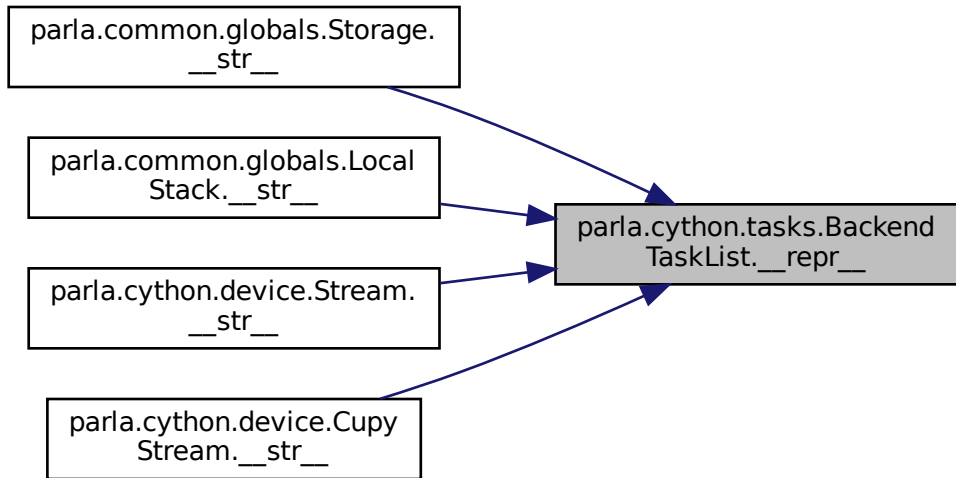 parla.common.globals.Storage.
__str__
parla.common.globals.Local
Stack.__str__
parla.cython.device.Stream.
__str__
parla.cython.device.Cupy
Stream.__str__
parla.cython.tasks.Backend
TaskList.__repr__